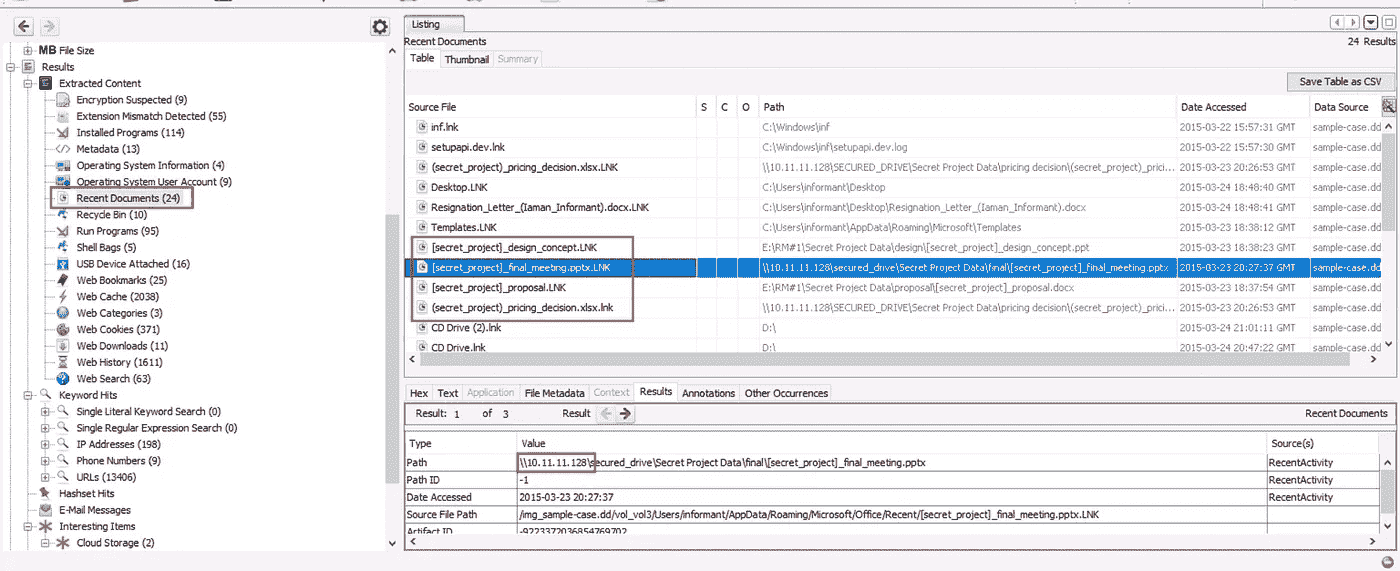 MB File Size
Results
Extracted Content
Encryption Suspected (9)
Extension Mismatch Detected (55)
Installed Programs (114)
Metadata (13)
Operating System Information (4)
Operating System User Account (9)
Recent Documents (24)
Recycle Bin (10)
Run Programs (95)
Shell Bags (5)
USB Device Attached (16)
Web Bookmarks (25)
Web Cache (2038)
Web Categories (3)
Web Cookies (371)
Web Downloads (11)
Web History (1611)
Web Search (63)
Keyword Hits
Single Literal Keyword Search (0)
Single Regular Expression Search (0)
IP Addresses (198)
Phone Numbers (9)
URLs (13406)
Hashset Hits
E-Mail Messages
Interesting Items
Cloud Storage (2)
Listing
Recent Documents 24 Results
Table Thumbnail Summary
Save Table as CSV
Source File S C O Path Date Accessed Data Source
inf.lnk C:\Windows\inf 2015-03-22 15:57:31 GMT sample-case.dd
setupapi.dev.lnk C:\Windows\inf\setupapi.dev.log 2015-03-22 15:57:30 GMT sample-case.dd
(secret_project)_pricing_decision.xlsx.LNK \\10.11.11.128\SECURED_DRIVE\Secret Project Data\pricing decision\(secret_project)_prici... 2015-03-23 20:26:53 GMT sample-case.dd
Desktop.LNK C:\Users\informant\Desktop 2015-03-24 18:48:40 GMT sample-case.dd
Resignation_Letter_(Iaman_Informant).docx.LNK C:\Users\informant\Desktop\Resignation_Letter_(Iaman_Informant).docx 2015-03-24 18:48:41 GMT sample-case.dd
Templates.LNK C:\Users\informant\AppData\Roaming\Microsoft\Templates 2015-03-23 18:38:12 GMT sample-case.dd
[secret_project]_design_concept.LNK E:\RM#1\Secret Project Data\design\[secret_project]_design_concept.ppt 2015-03-23 18:38:23 GMT sample-case.dd
[secret_project]_final_meeting.pptx.LNK \\10.11.11.128\secured_drive\Secret Project Data\final\[secret_project]_final_meeting.pptx 2015-03-23 20:27:37 GMT sample-case.dd
[secret_project]_proposal.LNK E:\RM#1\Secret Project Data\proposal\[secret_project]_proposal.docx 2015-03-23 18:37:54 GMT sample-case.dd
(secret_project)_pricing_decision.xlsx.lnk \\10.11.11.128\SECURED_DRIVE\Secret Project Data\pricing decision\(secret_project)_prici... 2015-03-23 20:26:53 GMT sample-case.dd
CD Drive (2).lnk D:\ 2015-03-24 21:01:11 GMT sample-case.dd
CD Drive.lnk D:\ 2015-03-24 20:47:22 GMT sample-case.dd
Hex Text Application File Metadata Context Results Annotations Other Occurrences
Result: 1 of 3 Result Recent Documents
Type Value Source(s)
Path \\10.11.11.128\secured_drive\Secret Project Data\final\[secret_project]_final_meeting.pptx RecentActivity
Path ID -1 RecentActivity
Date Accessed 2015-03-23 20:27:37 RecentActivity
Source File Path /img_sample-case.dd/vol_vol3/Users/informant/AppData/Roaming/Microsoft/Office/Recent/[secret_project]_final_meeting.pptx.LNK
Artifact ID -9223372036854769702